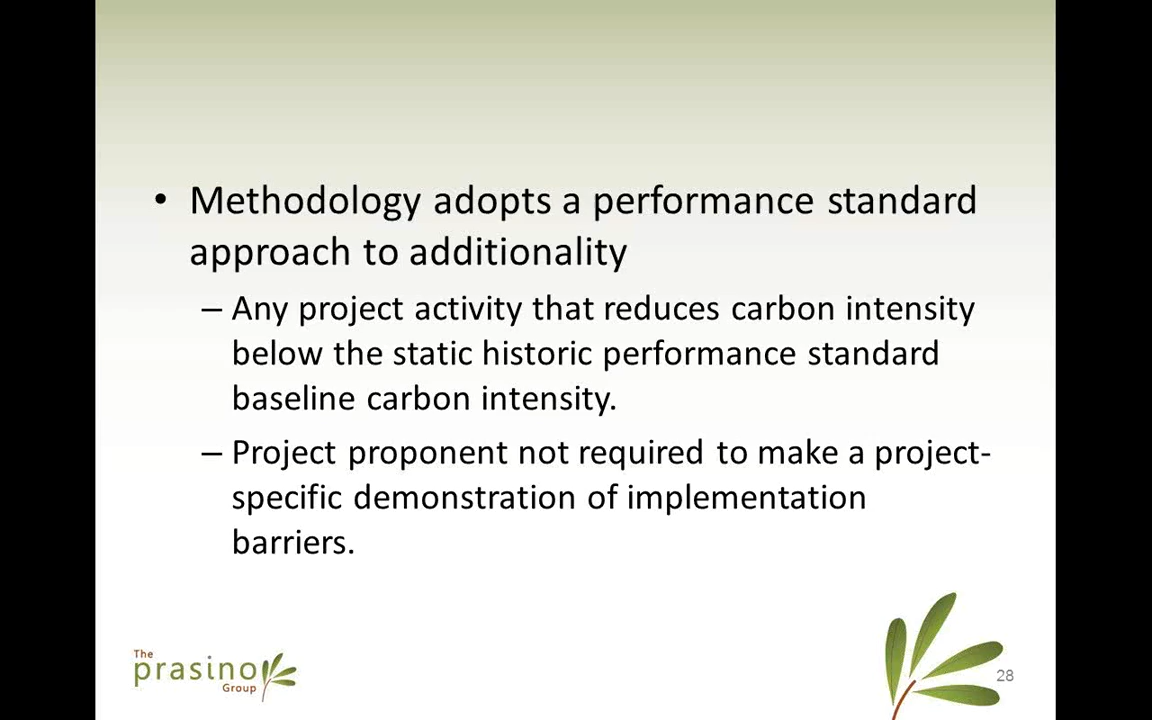 • Methodology adopts a performance standard
approach to additionality
– Any project activity that reduces carbon intensity
below the static historic performance standard
baseline carbon intensity.
– Project proponent not required to make a project-
specific demonstration of implementation
barriers.
The
prasino
Group
28